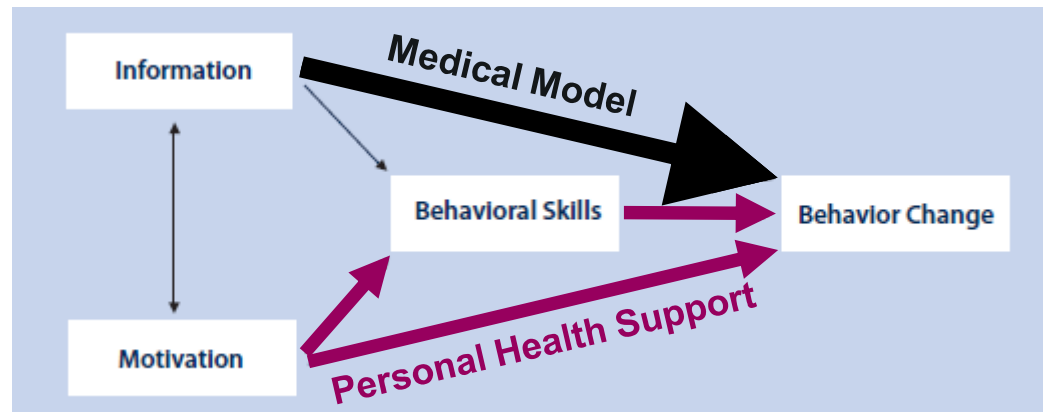 Information
Medical Model
Behavioral Skills
Behavior Change
Motivation
Personal Health Support